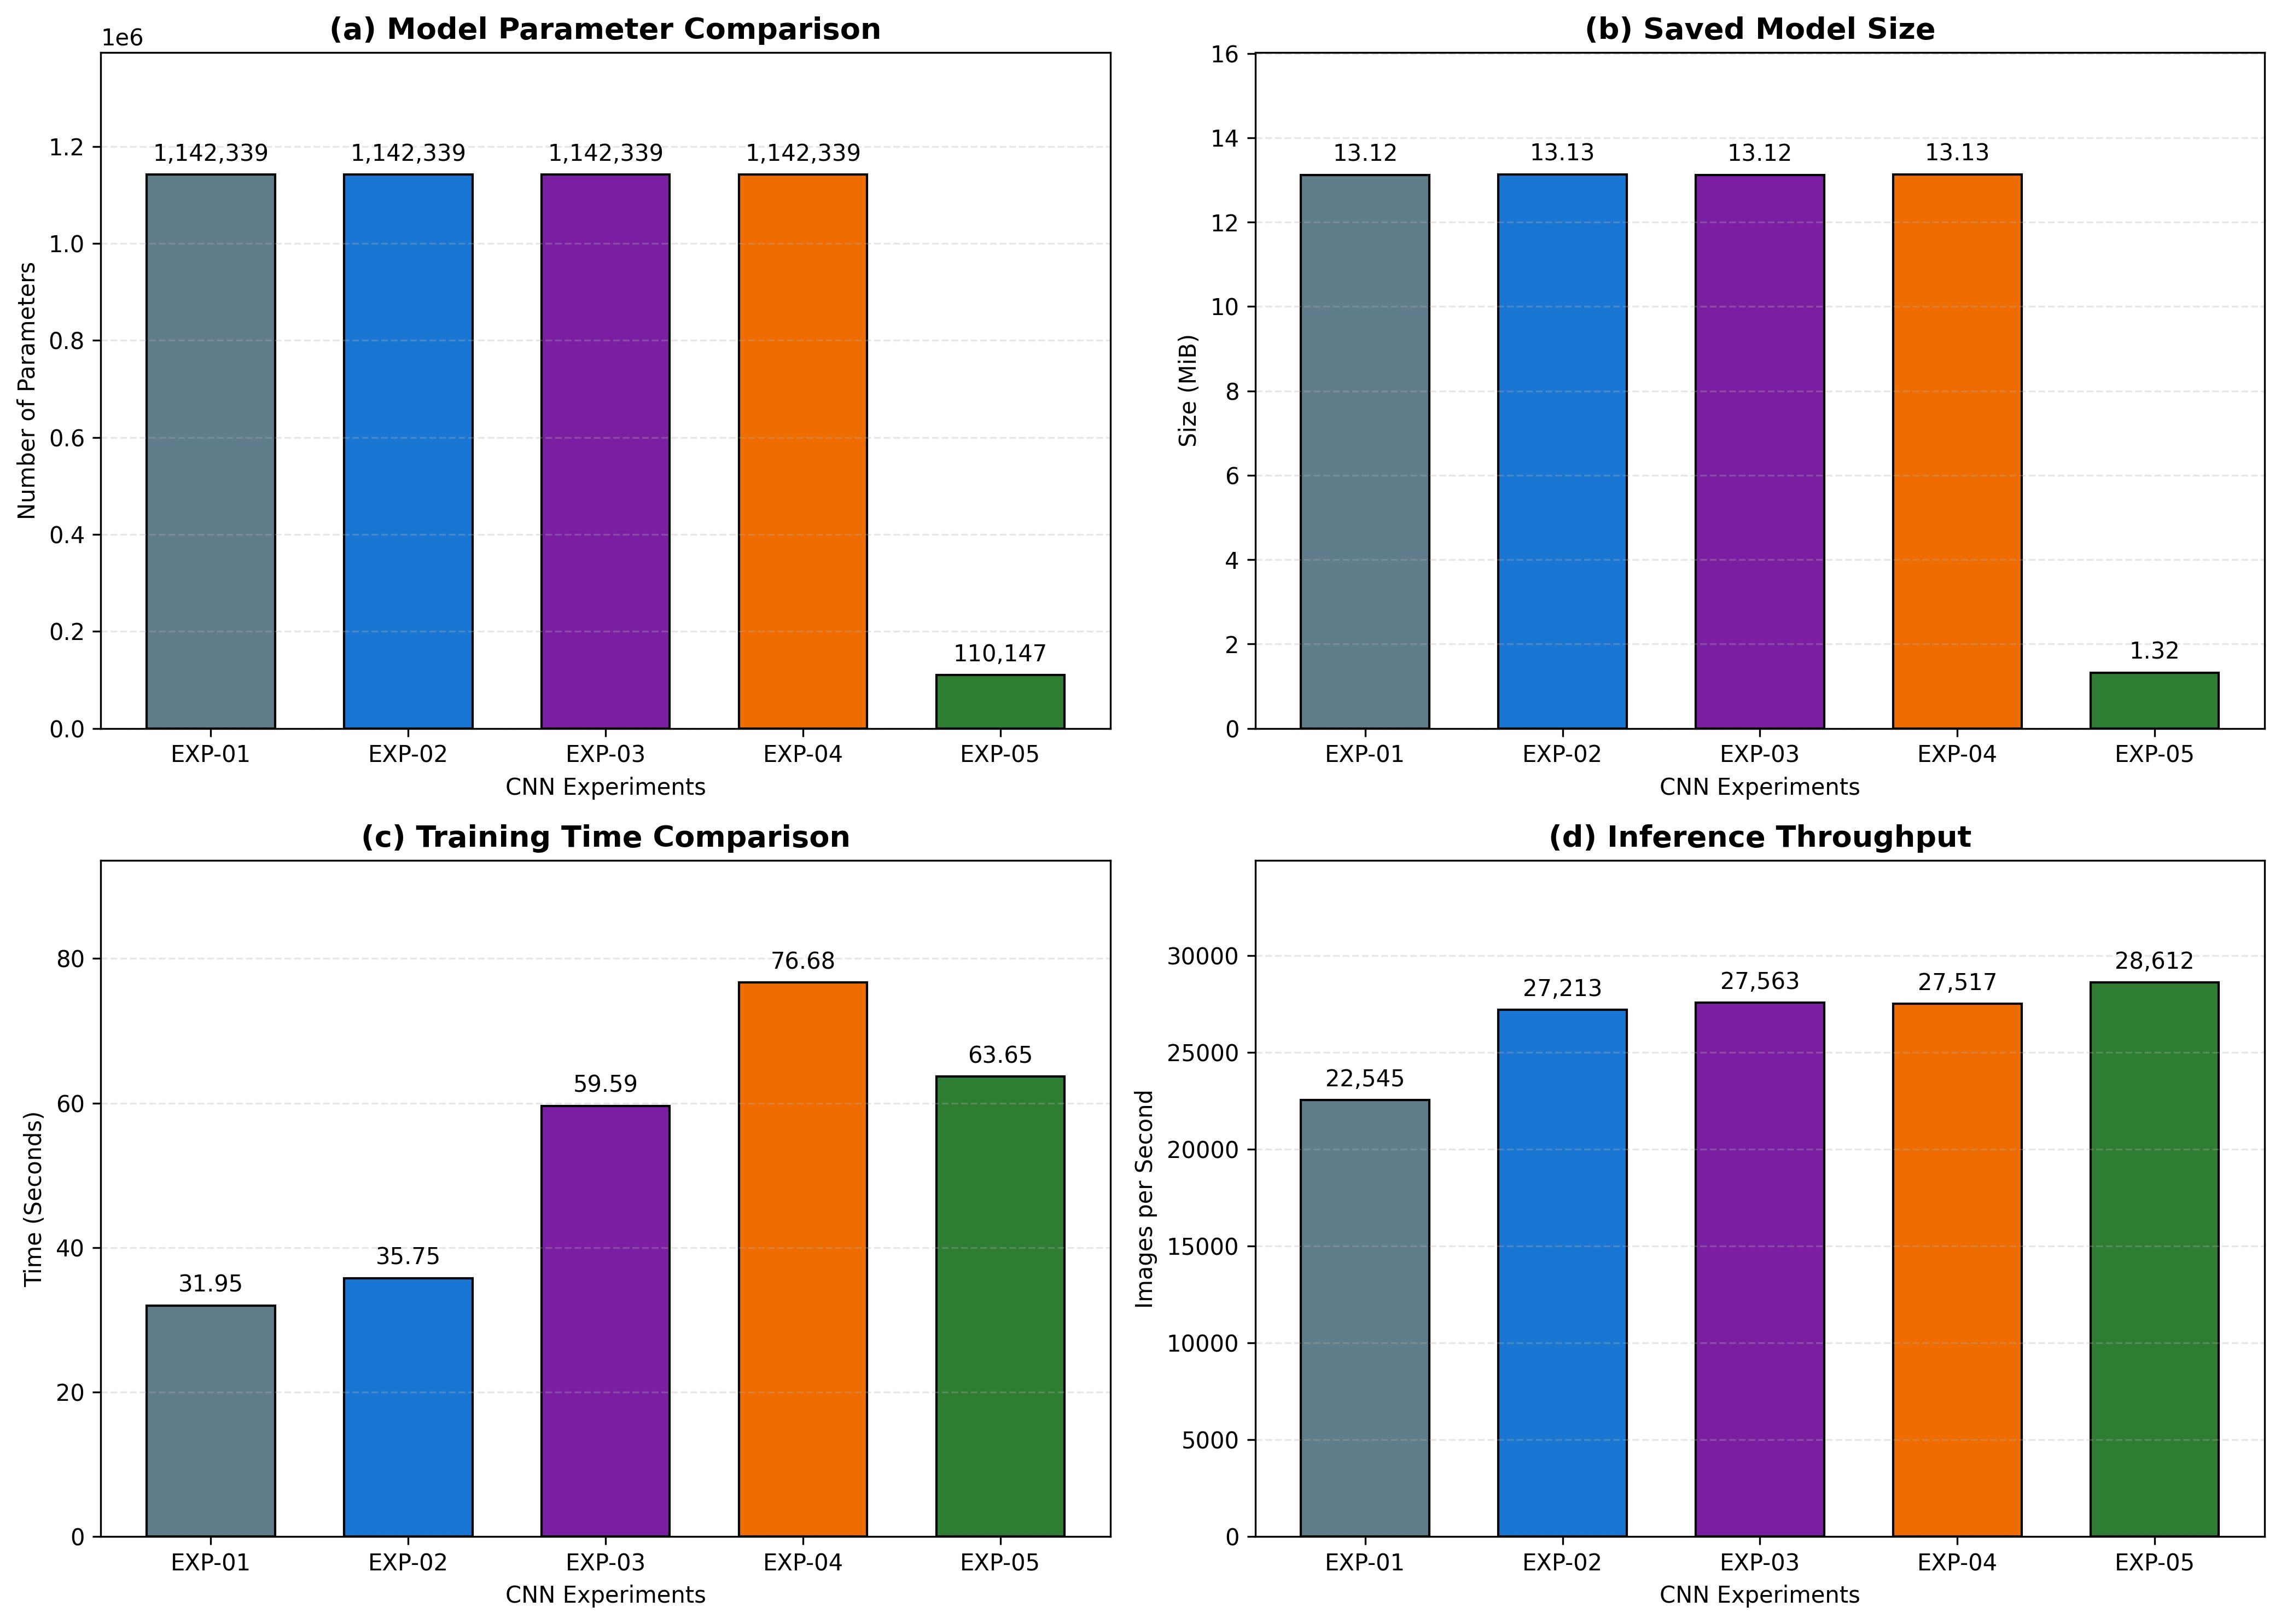 (a) Model Parameter Comparison
1e6
Number of Parameters
1.2
1.0
0.8
0.6
0.4
0.2
0.0
1,142,339
1,142,339
1,142,339
1,142,339
110,147
EXP-01
EXP-02
EXP-03
EXP-04
EXP-05
CNN Experiments
(b) Saved Model Size
Size (MiB)
16
14
12
10
8
6
4
2
0
13.12
13.13
13.12
13.13
1.32
EXP-01
EXP-02
EXP-03
EXP-04
EXP-05
CNN Experiments
(c) Training Time Comparison
Time (Seconds)
80
60
40
20
0
31.95
35.75
59.59
76.68
63.65
EXP-01
EXP-02
EXP-03
EXP-04
EXP-05
CNN Experiments
(d) Inference Throughput
Images per Second
30000
25000
20000
15000
10000
5000
0
22,545
27,213
27,563
27,517
28,612
EXP-01
EXP-02
EXP-03
EXP-04
EXP-05
CNN Experiments